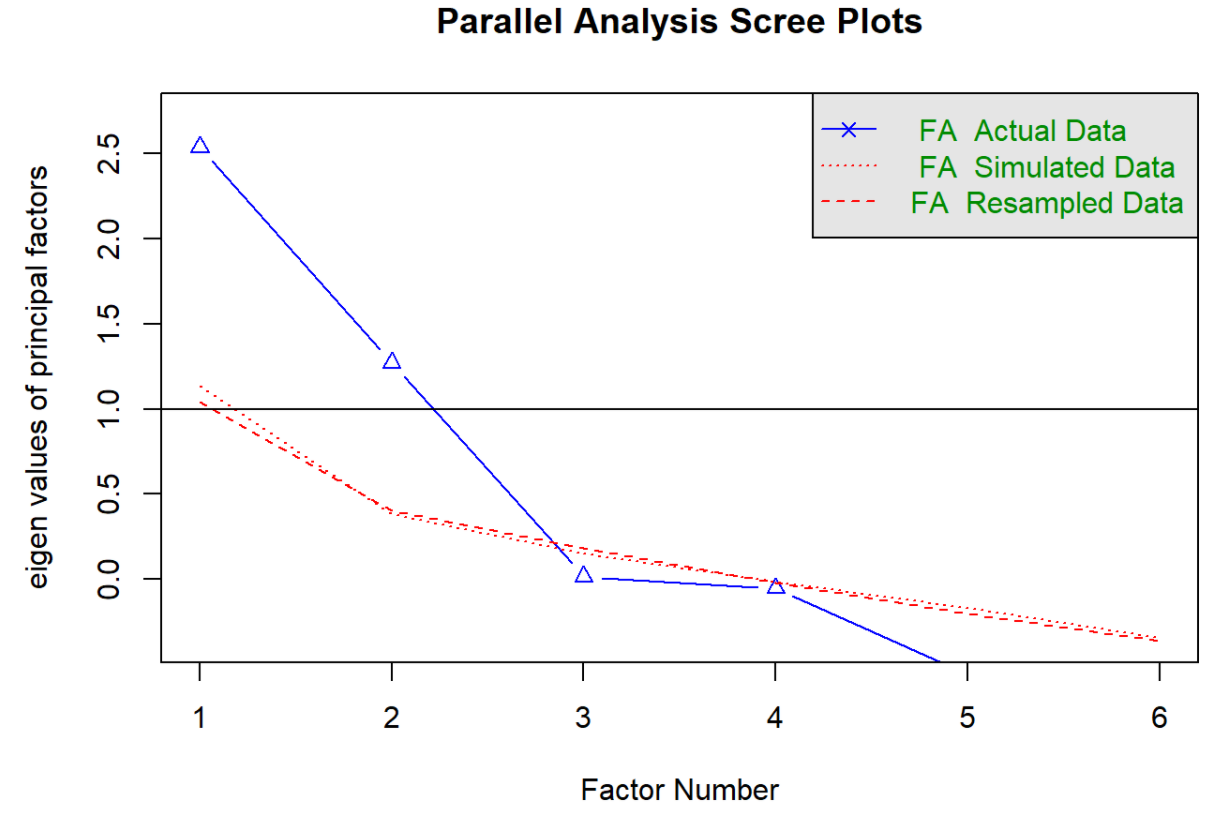 Parallel Analysis Scree Plots
FA Actual Data
FA Simulated Data
FA Resampled Data
eigen values of principal factors
2.5
2.0
1.5
1.0
0.5
0.0
1 2 3 4 5 6
Factor Number